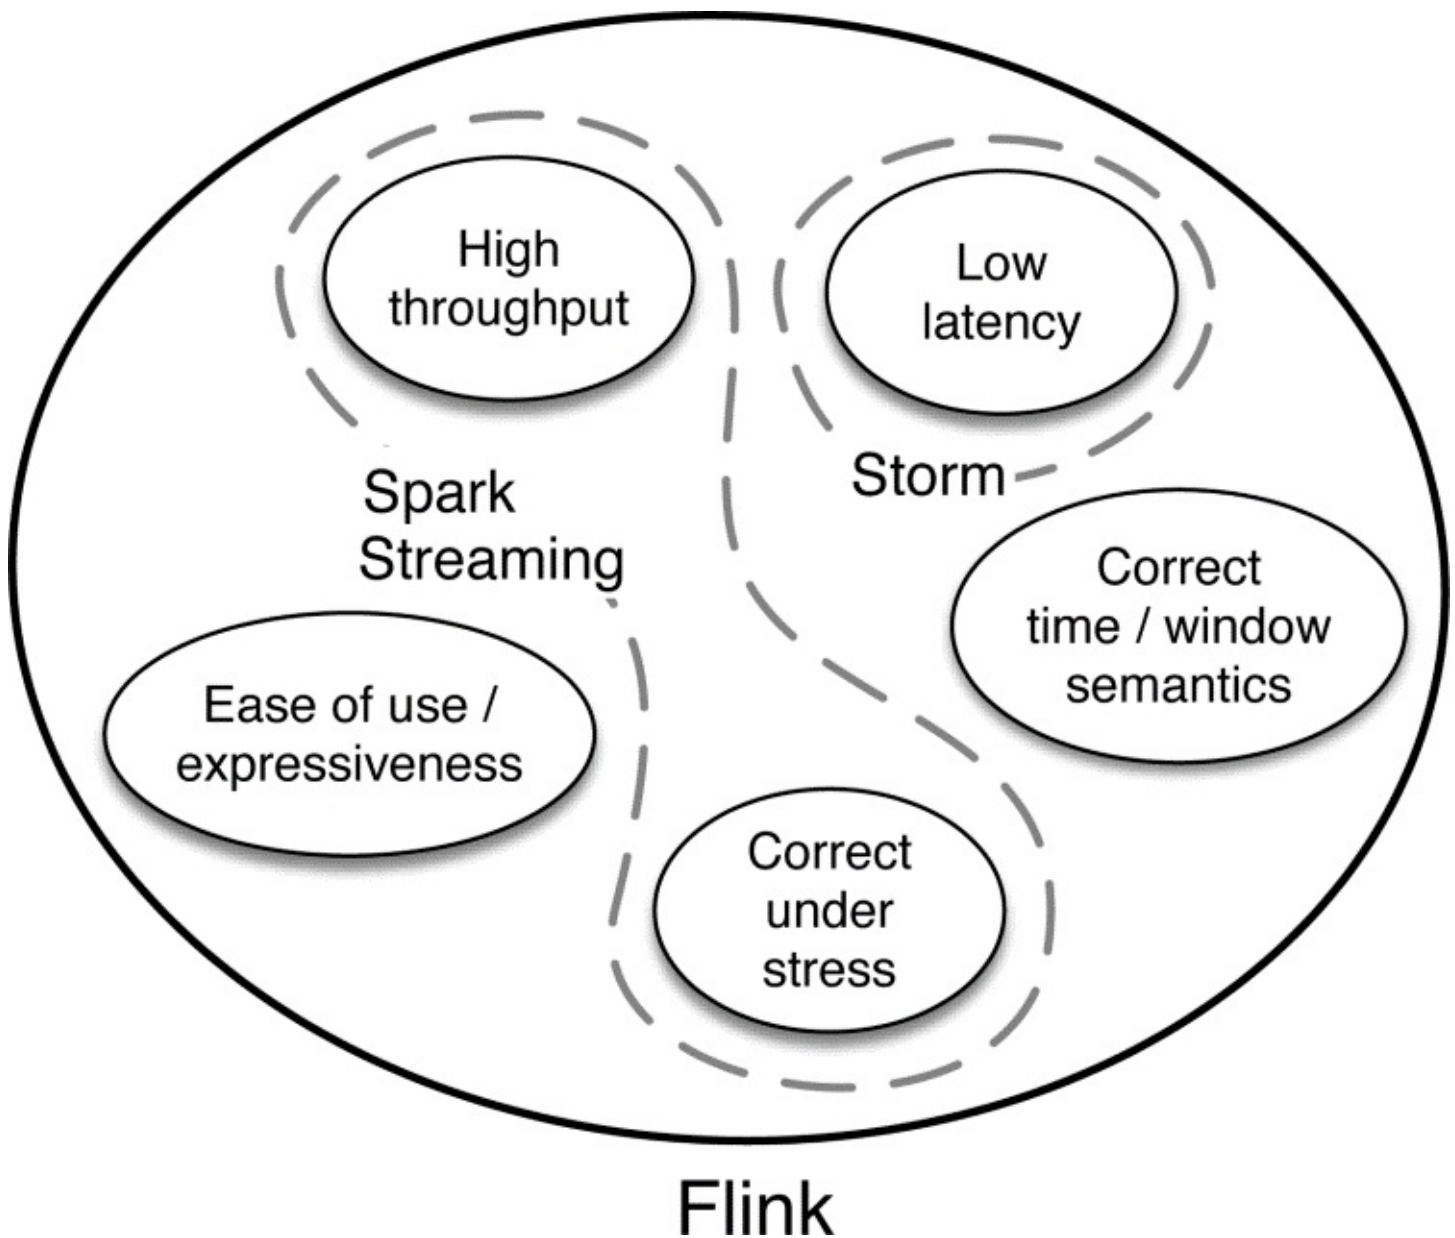 High
throughput
Low
latency
Spark
Streaming
Storm
Correct
time / window
semantics
Ease of use /
expressiveness
Correct
under
stress
Flink